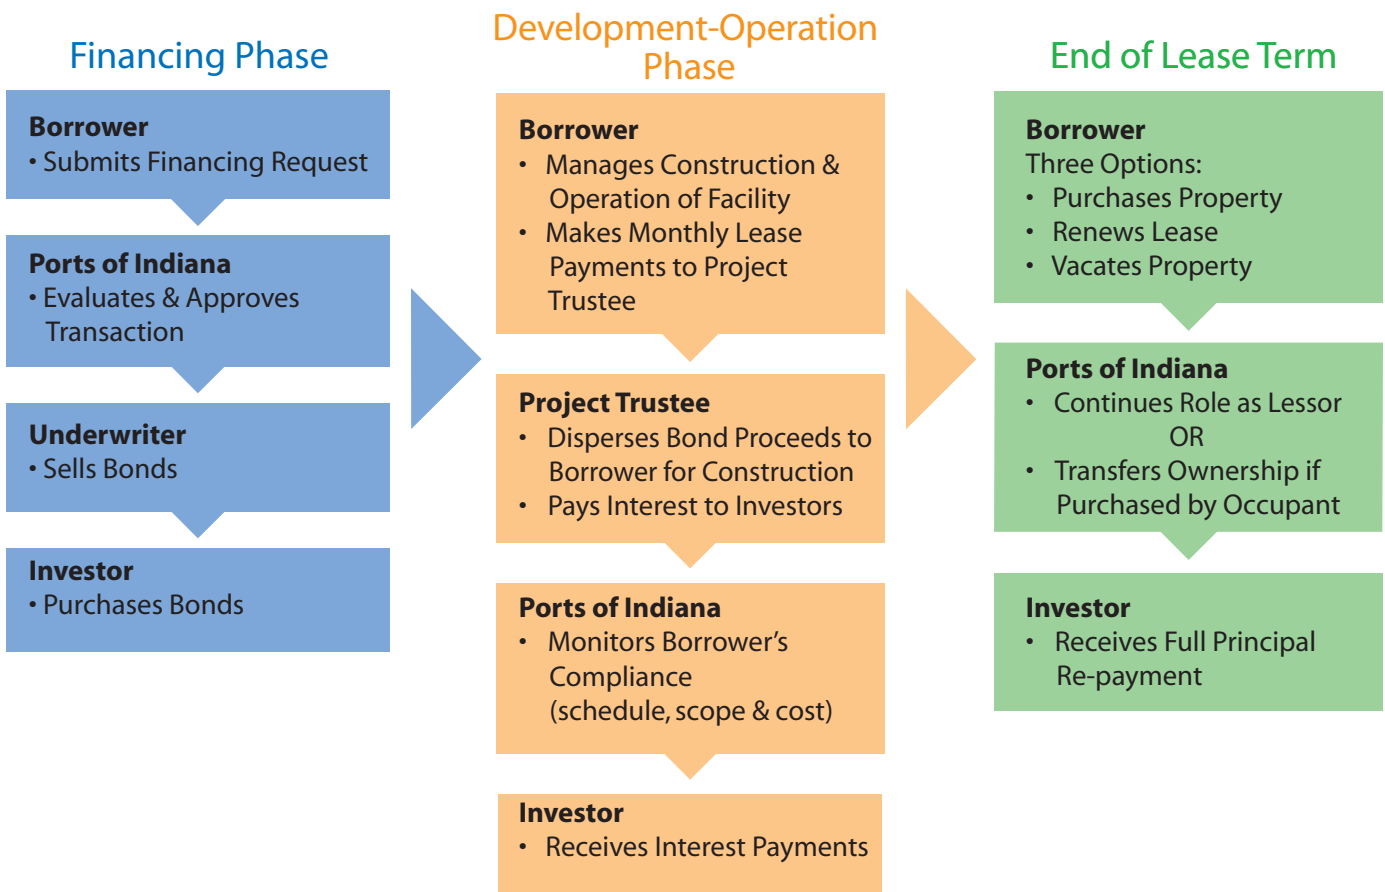 Financing Phase
Borrower
• Submits Financing Request
Ports of Indiana
• Evaluates & Approves
Transaction
Underwriter
• Sells Bonds
Investor
• Purchases Bonds
Development-Operation
Phase
Borrower
• Manages Construction &
Operation of Facility
• Makes Monthly Lease
Payments to Project
Trustee
Project Trustee
• Disperses Bond Proceeds to
Borrower for Construction
• Pays Interest to Investors
Ports of Indiana
• Monitors Borrower’s
Compliance
(schedule, scope & cost)
Investor
• Receives Interest Payments
End of Lease Term
Borrower
Three Options:
• Purchases Property
• Renews Lease
• Vacates Property
Ports of Indiana
• Continues Role as Lessor
OR
• Transfers Ownership if
Purchased by Occupant
Investor
• Receives Full Principal
Re-payment